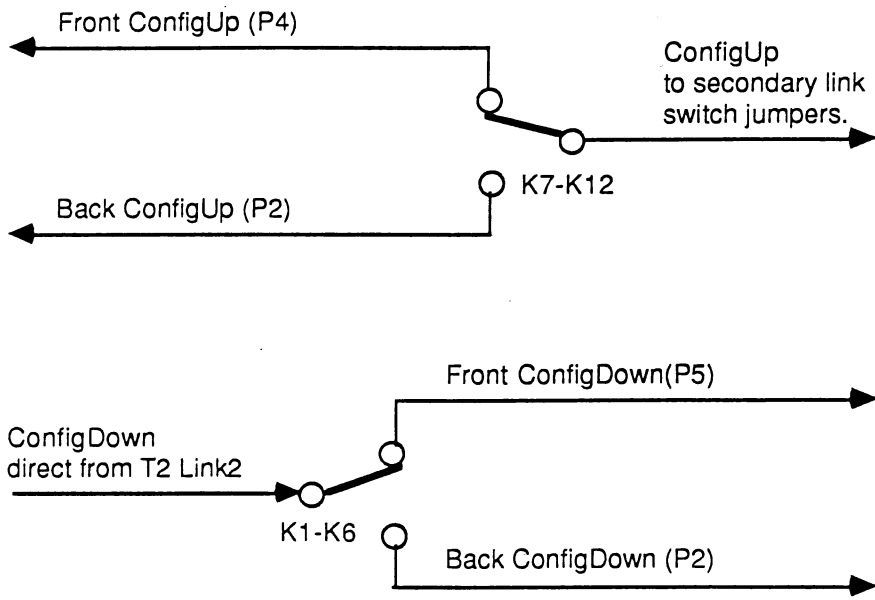 Front ConfigUp (P4)
ConfigUp
to secondary link
switch jumpers.
K7-K12
Back ConfigUp (P2)
Front ConfigDown(P5)
ConfigDown
direct from T2 Link2
K1-K6
Back ConfigDown (P2)